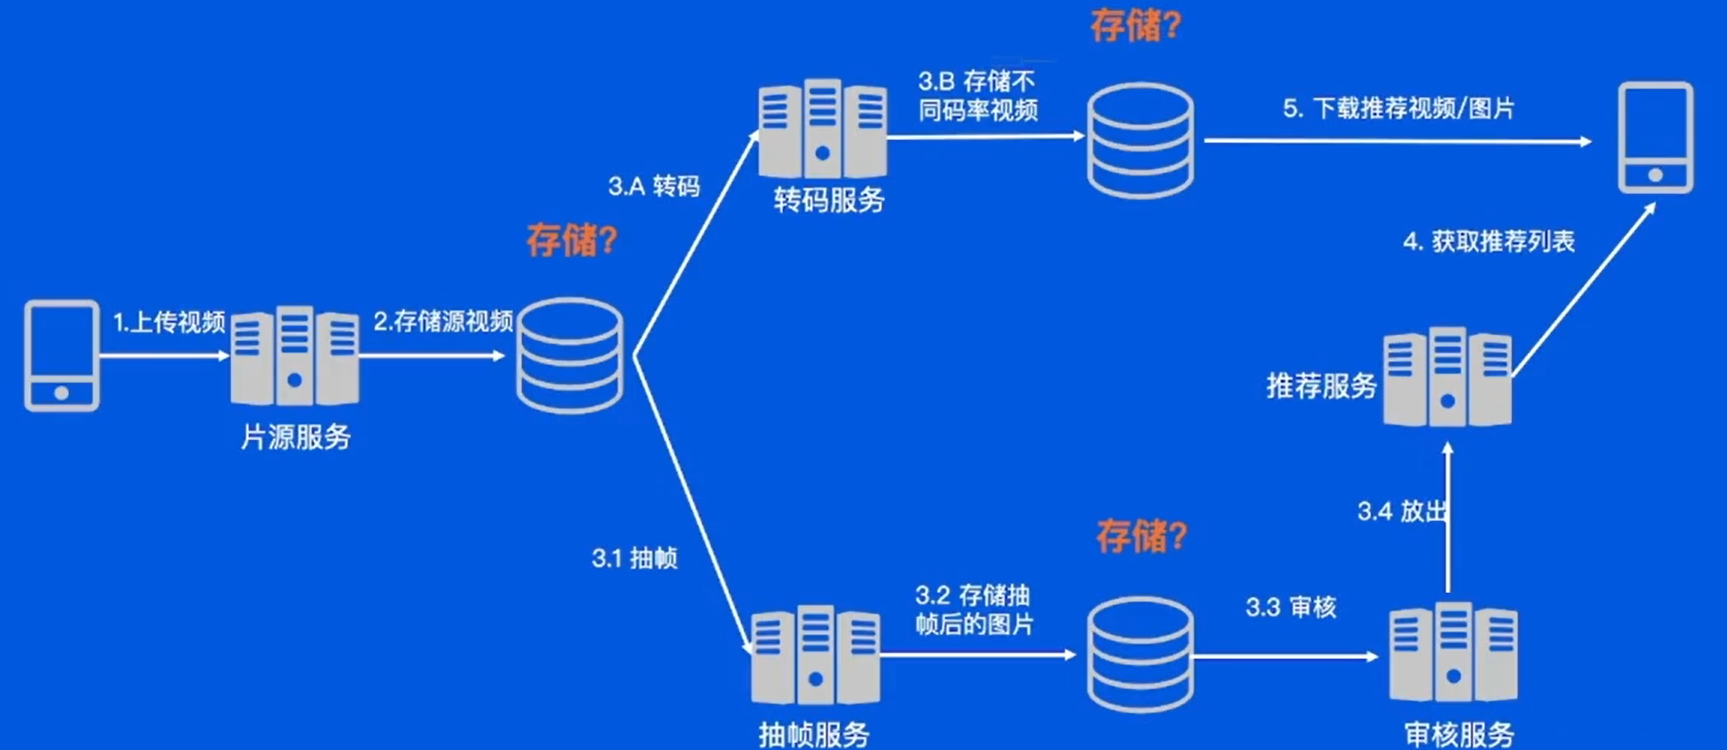 存储?
3.B 存储不
同码率视频
5. 下载推荐视频/图片
3.A 转码
转码服务
存储?
4. 获取推荐列表
1.上传视频
2.存储源视频
片源服务
推荐服务
3.4 放出
存储?
3.1 抽帧
3.2 存储抽
帧后的图片
3.3 审核
抽帧服务
审核服务